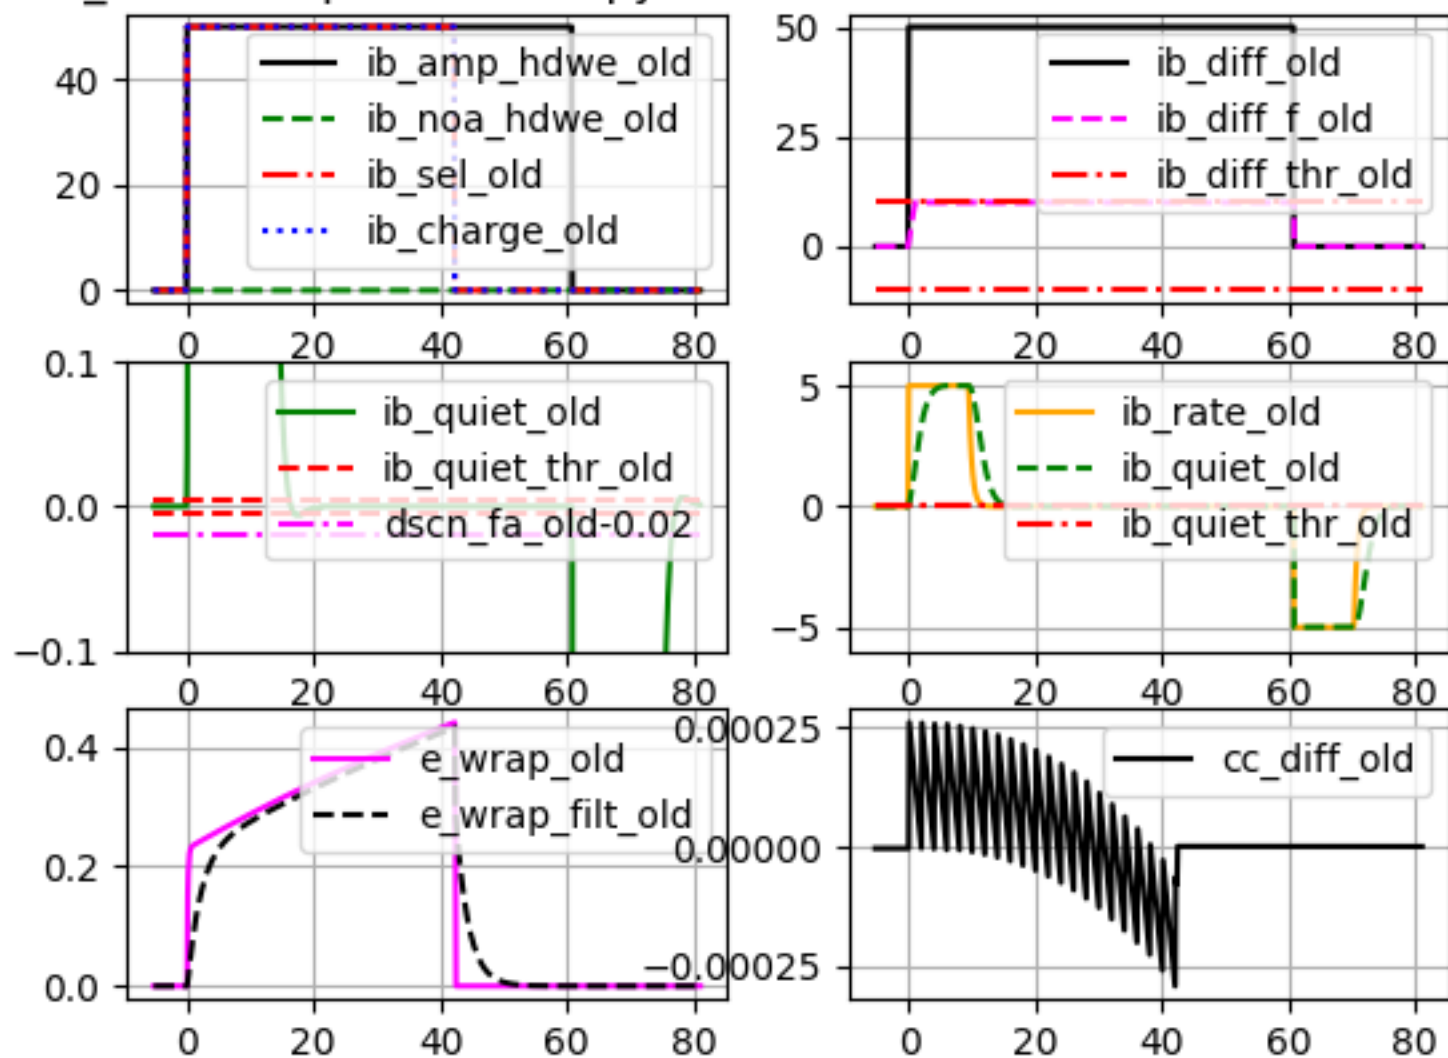 40
20
0
ib_amp_hdwe_old
ib_noa_hdwe_old
ib_sel_old
ib_charge_old
0 20 40 60 80
50
25
0
ib_diff_old
ib_diff_f_old
ib_diff_thr_old
0 20 40 60 80
0.1
0.0
−0.1
ib_quiet_old
ib_quiet_thr_old
dscn_fa_old-0.02
0 20 40 60 80
5
0
−5
ib_rate_old
ib_quiet_old
ib_quiet_thr_old
0 20 40 60 80
0.4
0.2
0.0
e_wrap_old
e_wrap_filt_old
0 20 40 60 80
0.00025
0.00000
−0.00025
cc_diff_old
0 20 40 60 80